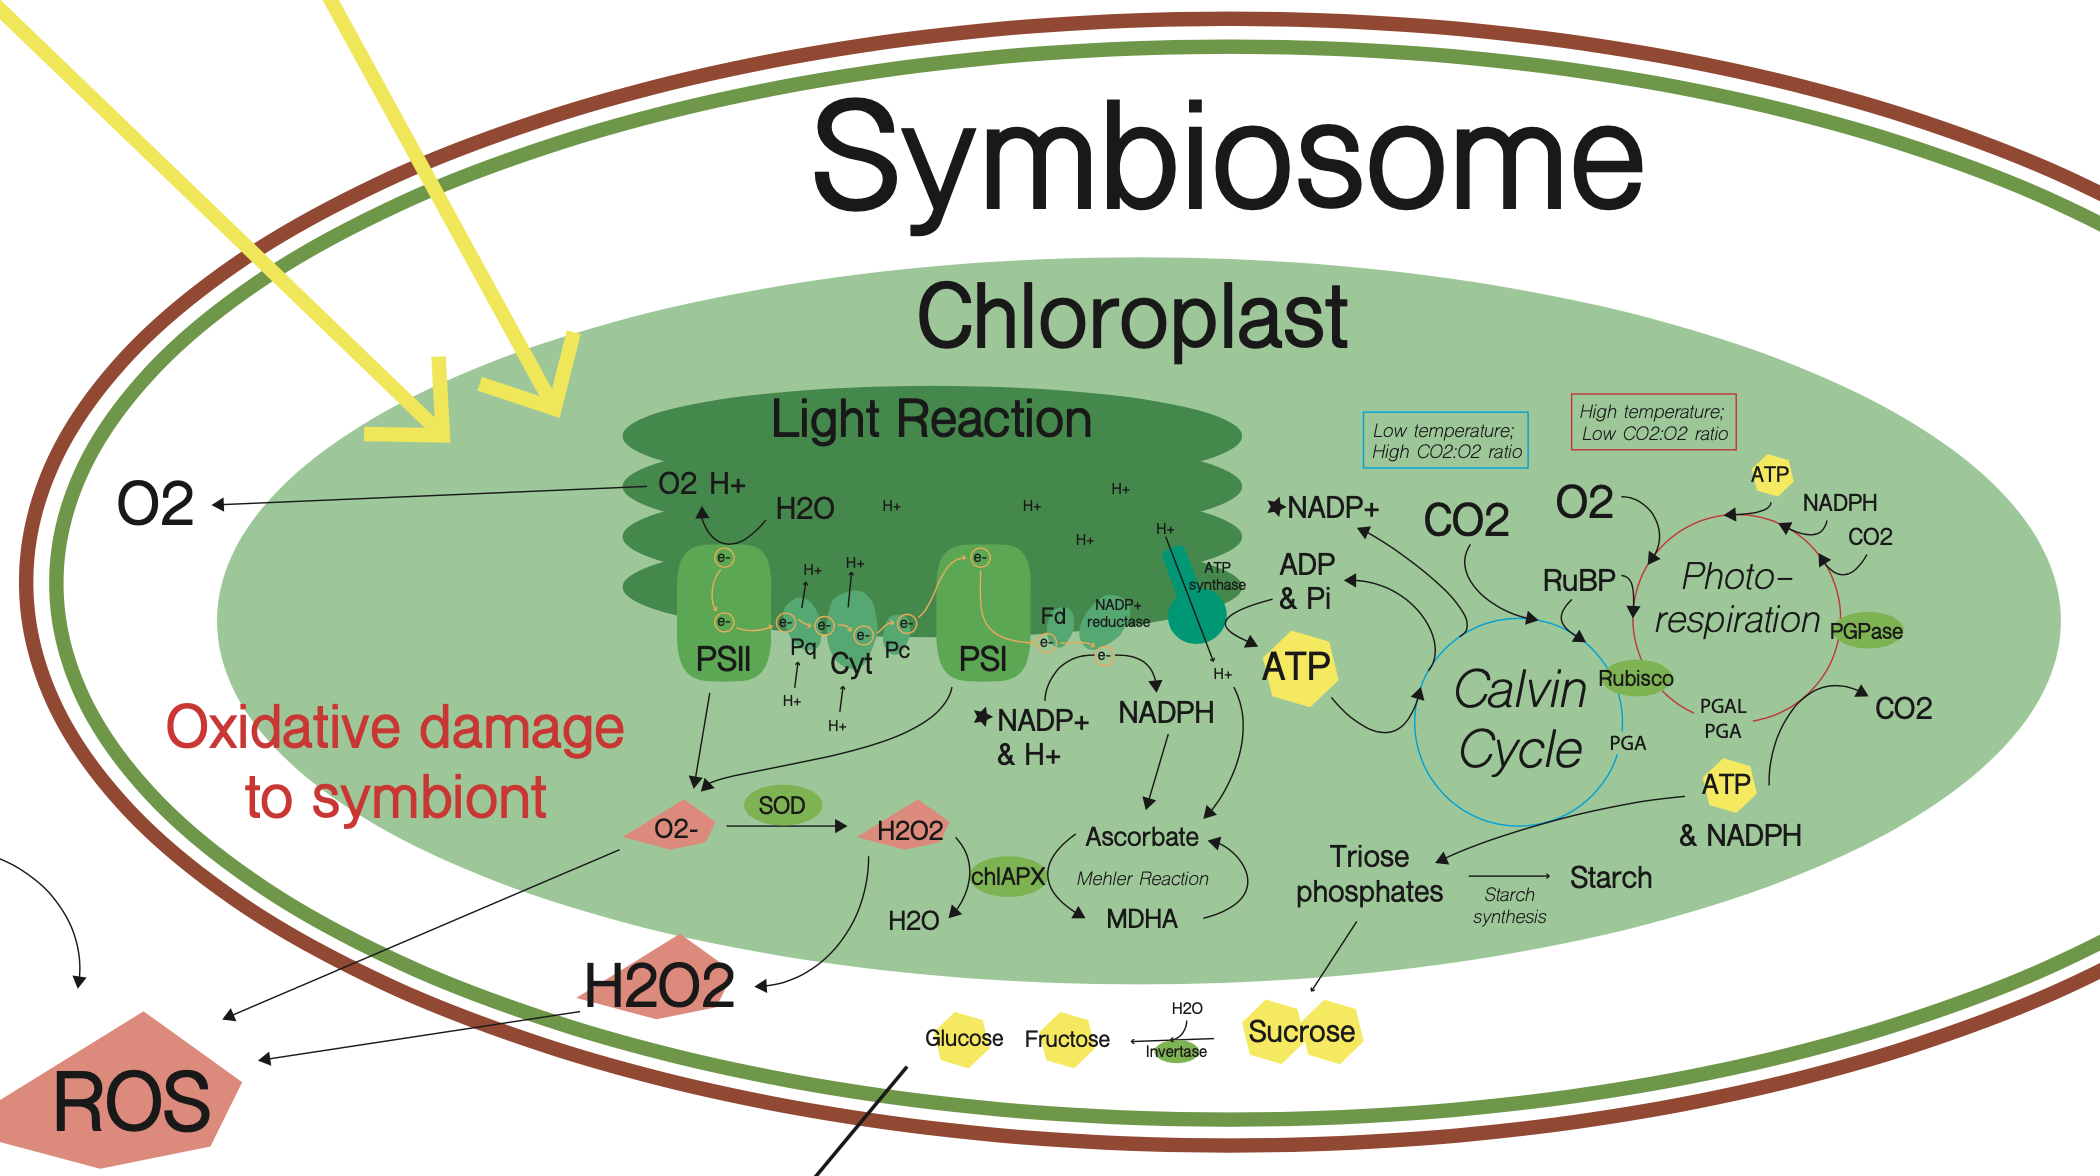 Symbiosome
Chloroplast
Light Reaction
Low temperature;
High CO2:O2 ratio
High temperature;
Low CO2:O2 ratio
O2
O2 H+
H2O
H+
H+
H+
H+
H+
★NADP+
CO2
O2
ATP
NADPH
CO2
H+
H+
e-
e-
e-
e-
e-
e-
e-
e-
e-
PSII
Pq
Cyt
Pc
PSI
Fd
NADP+
reductase
ATP
synthase
ADP
& Pi
RuBP
Photo-
respiration
PGPase
Rubisco
H+
H+
H+
ATP
★NADP+
& H+
NADPH
Calvin
Cycle
PGA
PGAL
PGA
CO2
Oxidative damage
to symbiont
O2-
SOD
H2O2
chlAPX
H2O
Ascorbate
Mehler Reaction
MDHA
ATP
& NADPH
Triose
phosphates
Starch
synthesis
Starch
H2O2
ROS
Glucose
Fructose
H2O
Invertase
Sucrose